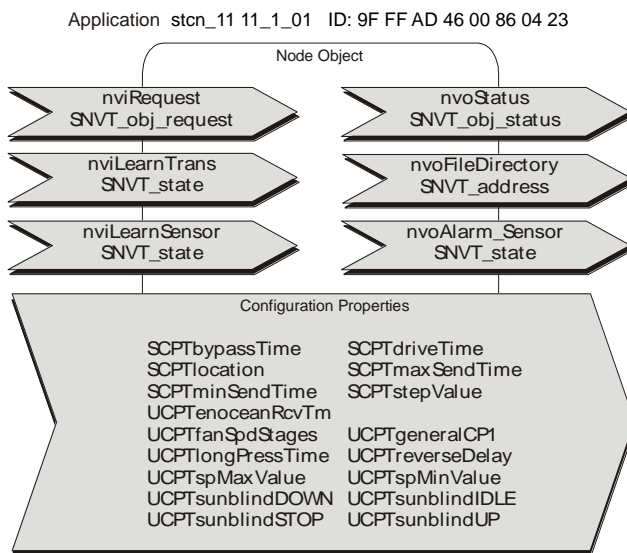 Application stcn_11 11_1_01 ID: 9F FF AD 46 00 86 04 23
Node Object
nviRequest
SNVT_obj_request
nvoStatus
SNVT_obj_status
nviLearnTrans
SNVT_state
nvoFileDirectory
SNVT_address
nviLearnSensor
SNVT_state
nvoAlarm_Sensor
SNVT_state
Configuration Properties
SCPTbypassTime SCPTdriveTime
SCPTlocation SCPTmaxSendTime
SCPTminSendTime SCPTstepValue
UCPTenoceanRcvTm
UCPTfanSpdStages UCPTgeneralCP1
UCPTlongPressTime UCPTreverseDelay
UCPTspMaxValue UCPTspMinValue
UCPTsunblindDOWN UCPTsunblindIDLE
UCPTsunblindSTOP UCPTsunblindUP